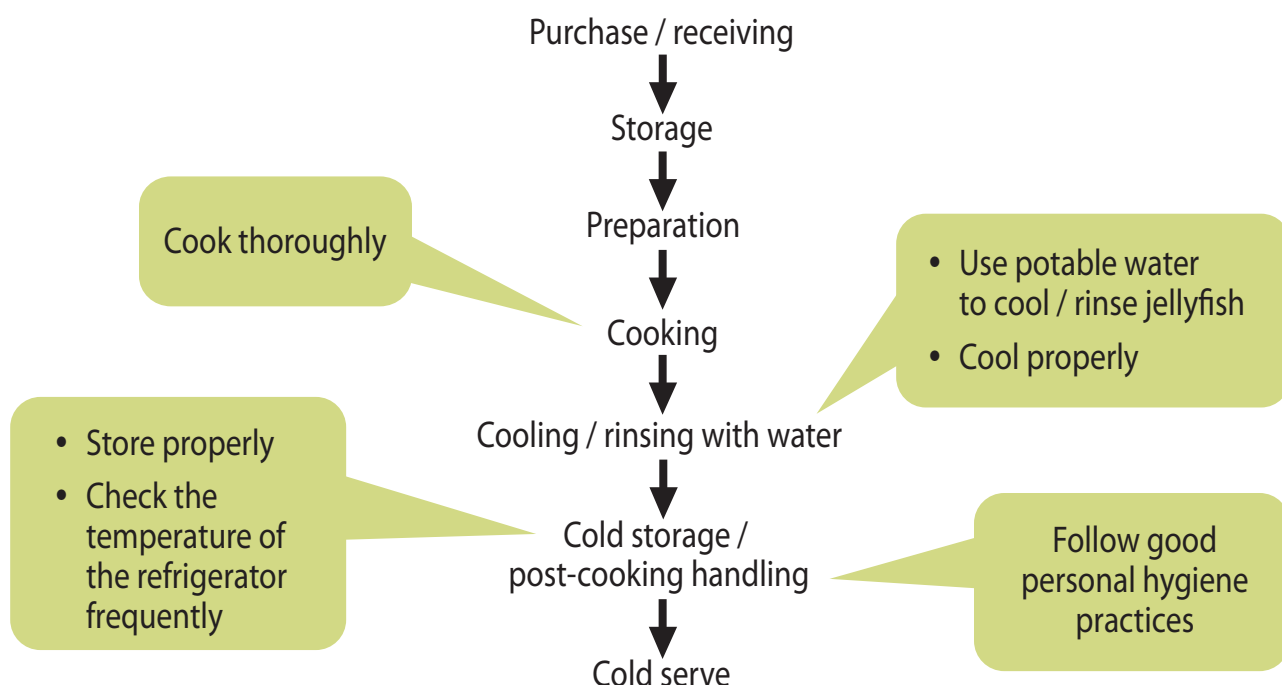 Purchase / receiving
Storage
Preparation
Cook thoroughly
Cooking
• Use potable water
to cool / rinse jellyfish
• Cool properly
Cooling / rinsing with water
• Store properly
• Check the
temperature of
the refrigerator
frequently
Cold storage /
post-cooking handling
Follow good
personal hygiene
practices
Cold serve